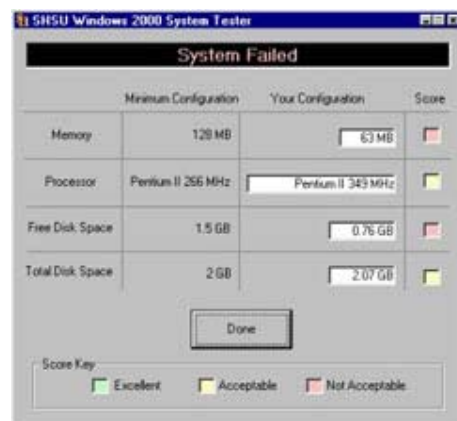 SHSU Windows 2000 System Tester
System Failed
Minimum Configuration Your Configuration Score
Memory 128 MB 63 MB
Processor Pentium II 266 MHz Pentium II 349 MHz
Free Disk Space 1.5 GB 0.76 GB
Total Disk Space 2 GB 2.07 GB
Done
Score Key
Excellent Acceptable Not Acceptable